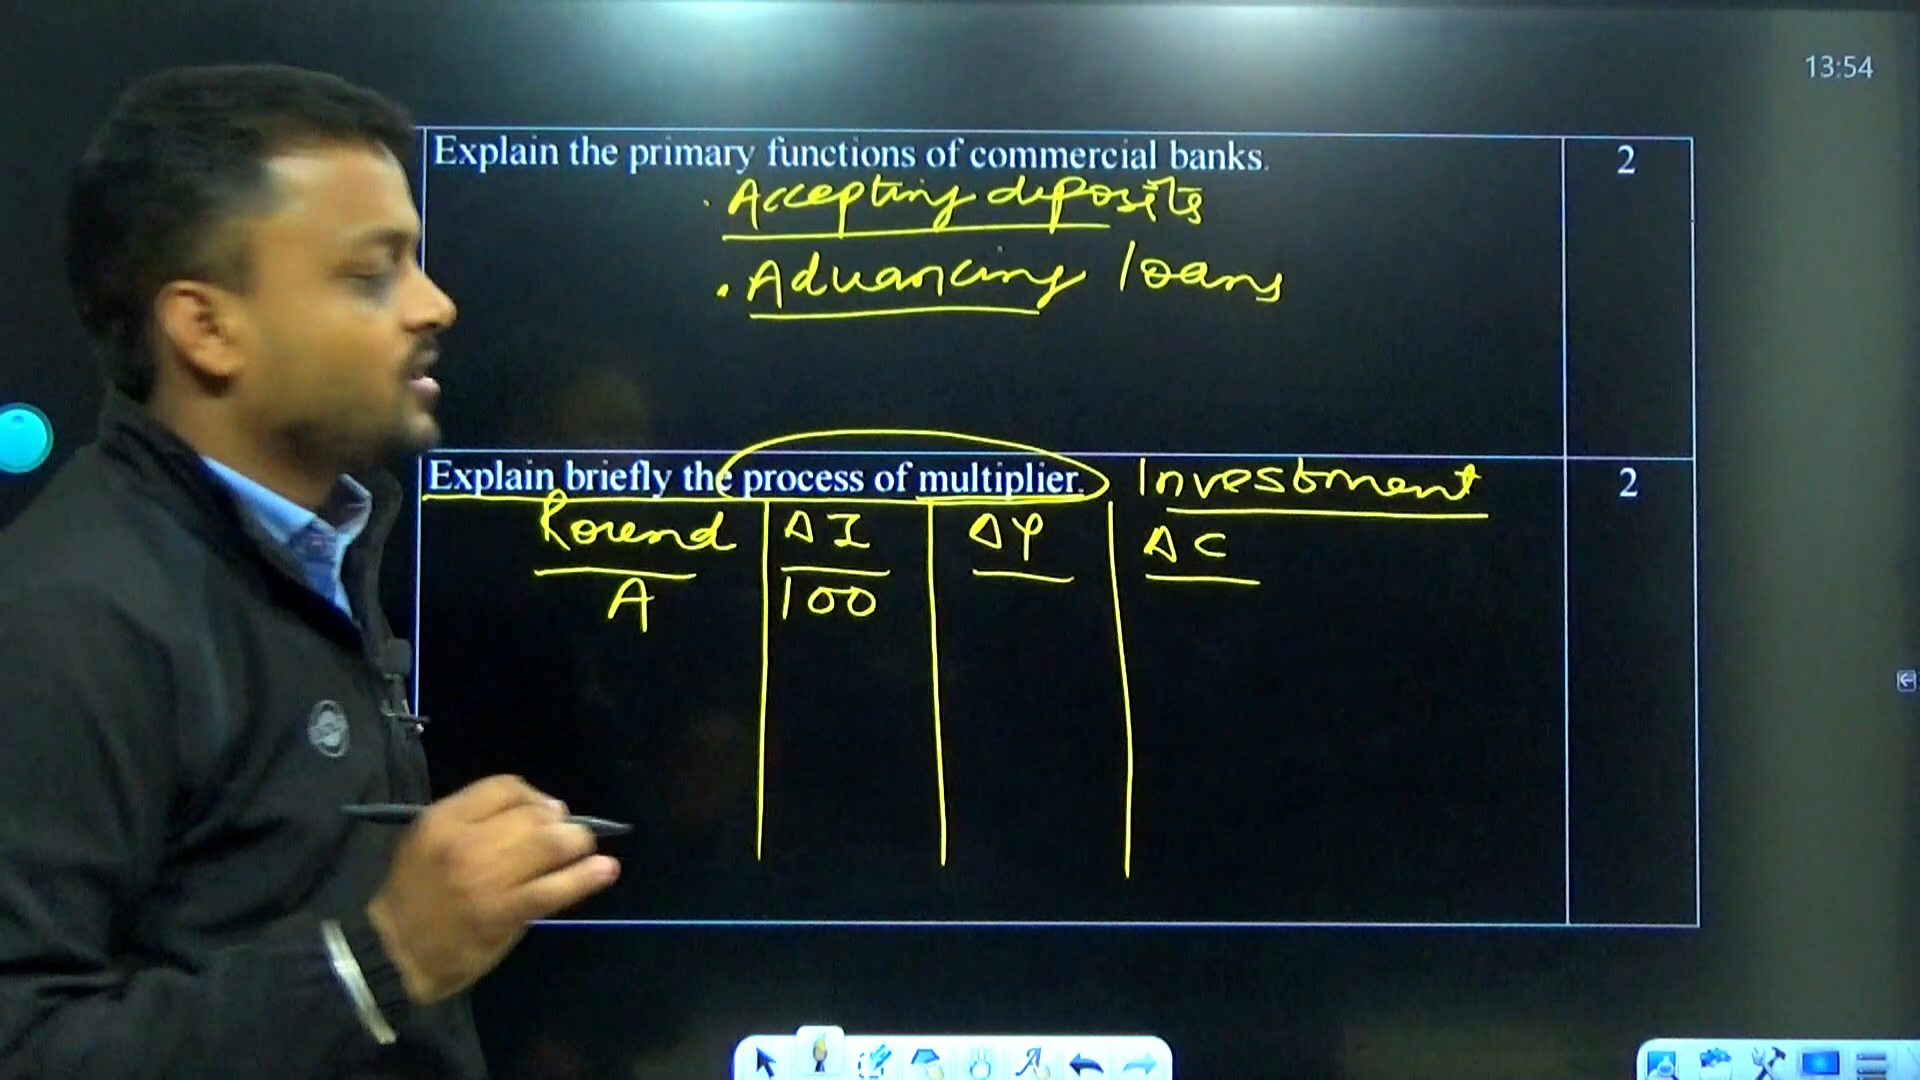 13:54
Explain the primary functions of commercial banks. 2
. Accepting deposits
. Advancing loans
Explain briefly the process of multiplier. Investment 2
Round ΔI ΔY ΔC
A 100